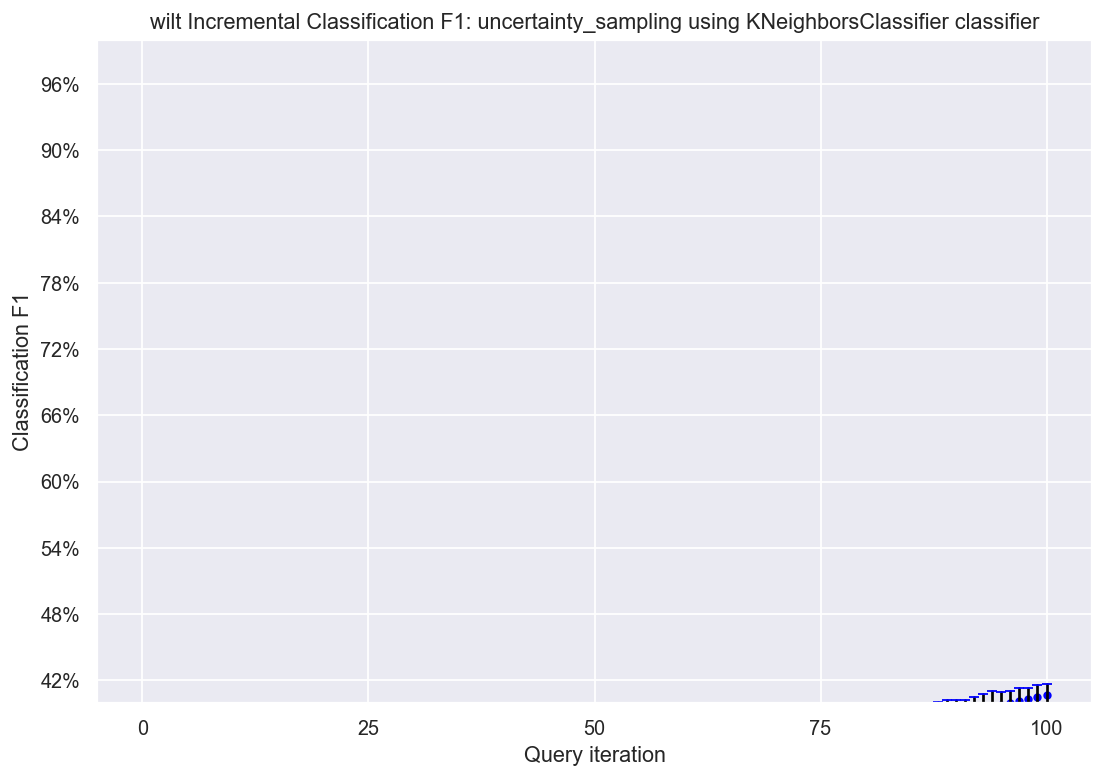 wilt Incremental Classification F1: uncertainty_sampling using KNeighborsClassifier classifier
96%
90%
84%
78%
72%
66%
60%
54%
48%
42%
Classification F1
0 25 50 75 100
Query iteration